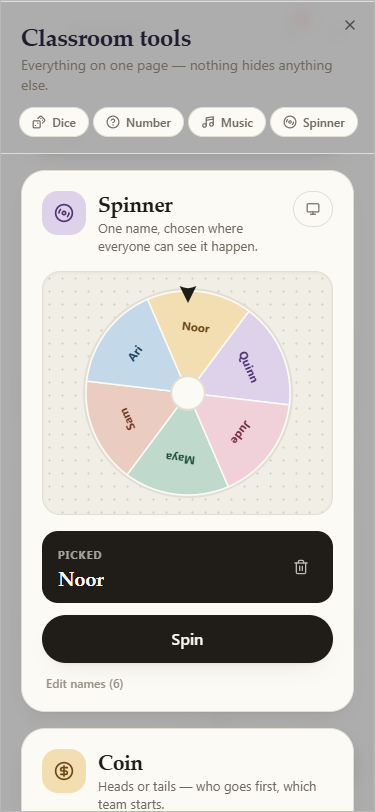 Classroom tools
Everything on one page — nothing hides anything
else.
Dice
Number
Music
Spinner
Spinner
One name, chosen where
everyone can see it happen.
Noor
Quinn
Jude
Maya
Sam
Ari
PICKED
Noor
Spin
Edit names (6)
Coin
Heads or tails — who goes first, which
team starts.